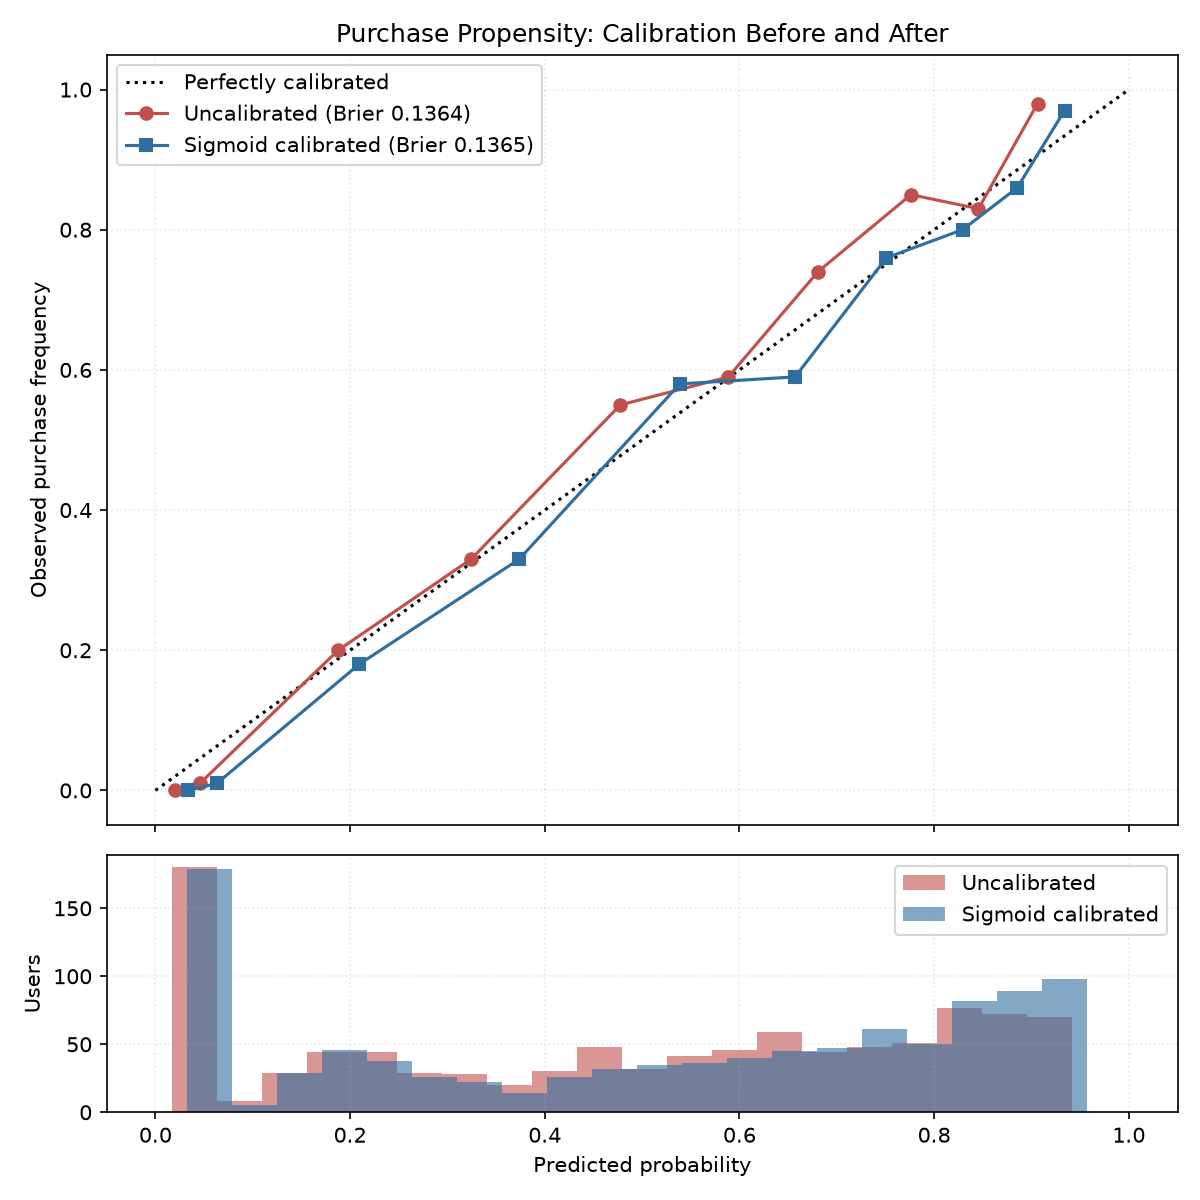 Purchase Propensity: Calibration Before and After
Perfectly calibrated
Uncalibrated (Brier 0.1364)
Sigmoid calibrated (Brier 0.1365)
Observed purchase frequency
1.0
0.8
0.6
0.4
0.2
0.0
Uncalibrated
Sigmoid calibrated
Users
150
100
50
0
0.0 0.2 0.4 0.6 0.8 1.0
Predicted probability